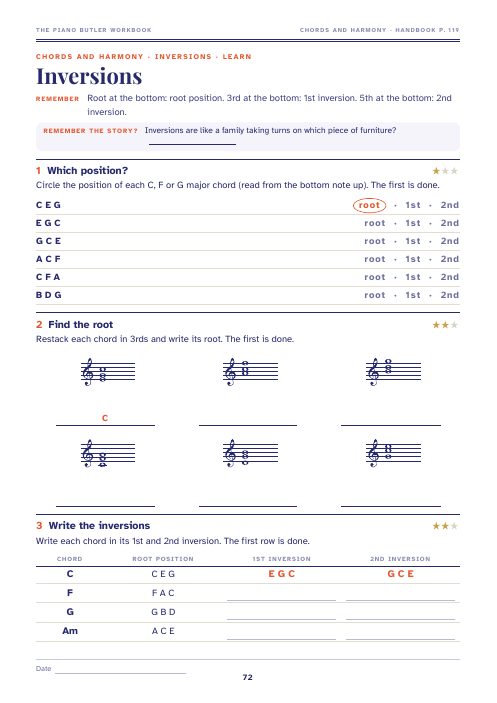 THE PIANO BUTLER WORKBOOK
CHORDS AND HARMONY · HANDBOOK P. 119
CHORDS AND HARMONY · INVERSIONS · LEARN
Inversions
REMEMBER Root at the bottom: root position. 3rd at the bottom: 1st inversion. 5th at the bottom: 2nd
inversion.
REMEMBER THE STORY? Inversions are like a family taking turns on which piece of furniture?
1 Which position? ★★★
Circle the position of each C, F or G major chord (read from the bottom note up). The first is done.
C E G root · 1st · 2nd
E G C root · 1st · 2nd
G C E root · 1st · 2nd
A C F root · 1st · 2nd
C F A root · 1st · 2nd
B D G root · 1st · 2nd
2 Find the root ★★★
Restack each chord in 3rds and write its root. The first is done.
C
3 Write the inversions ★★★
Write each chord in its 1st and 2nd inversion. The first row is done.
CHORD ROOT POSITION 1ST INVERSION 2ND INVERSION
C C E G E G C G C E
F F A C
G G B D
Am A C E
Date
72